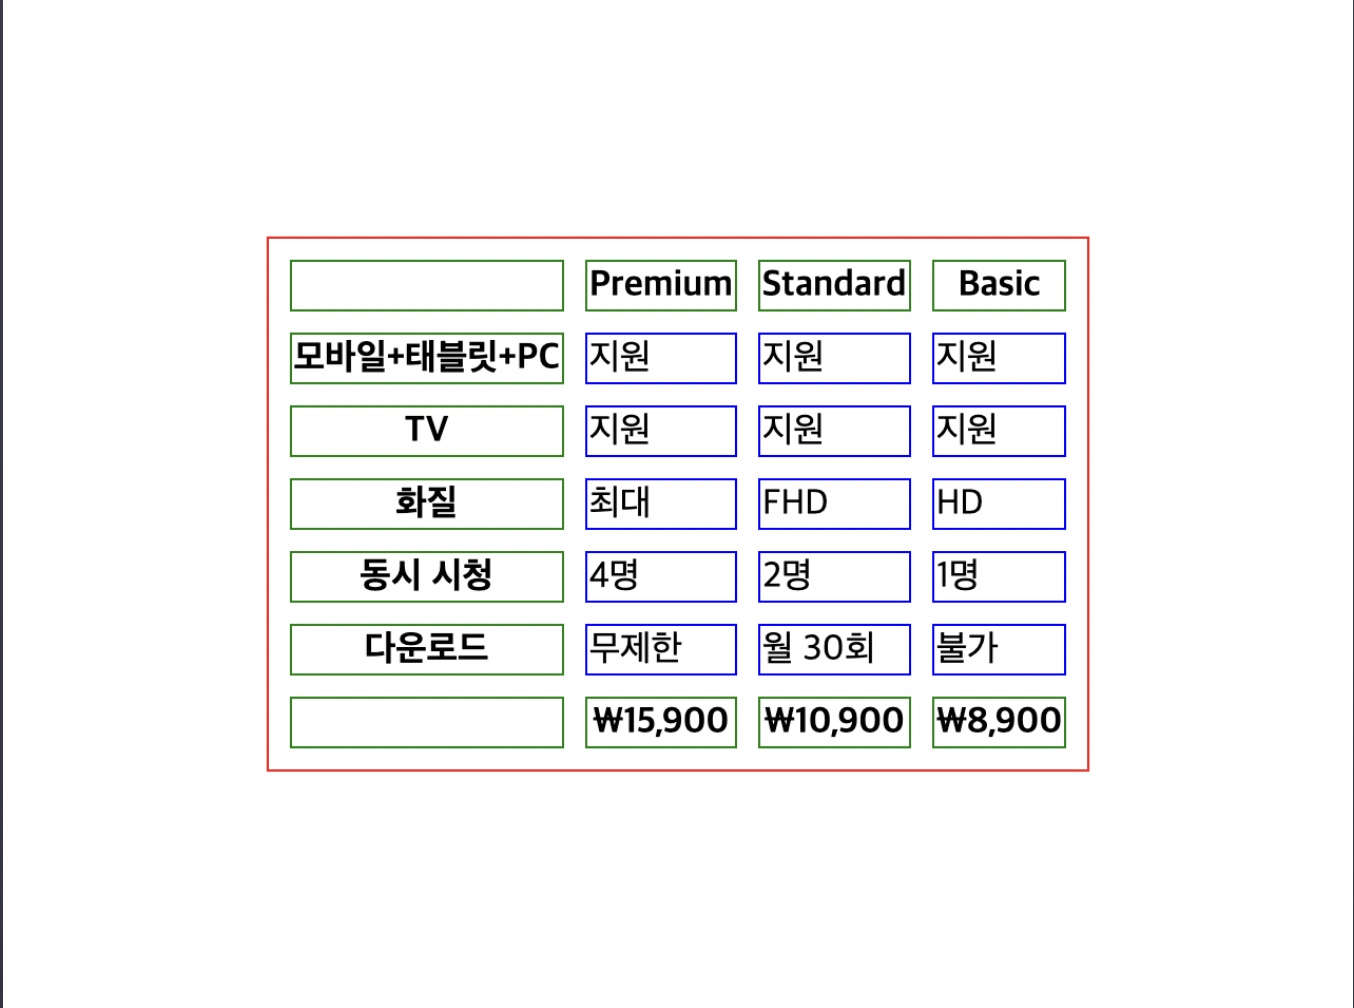 Premium Standard Basic
모바일+태블릿+PC 지원 지원 지원
TV 지원 지원 지원
화질 최대 FHD HD
동시 시청 4명 2명 1명
다운로드 무제한 월 30회 불가
₩15,900 ₩10,900 ₩8,900